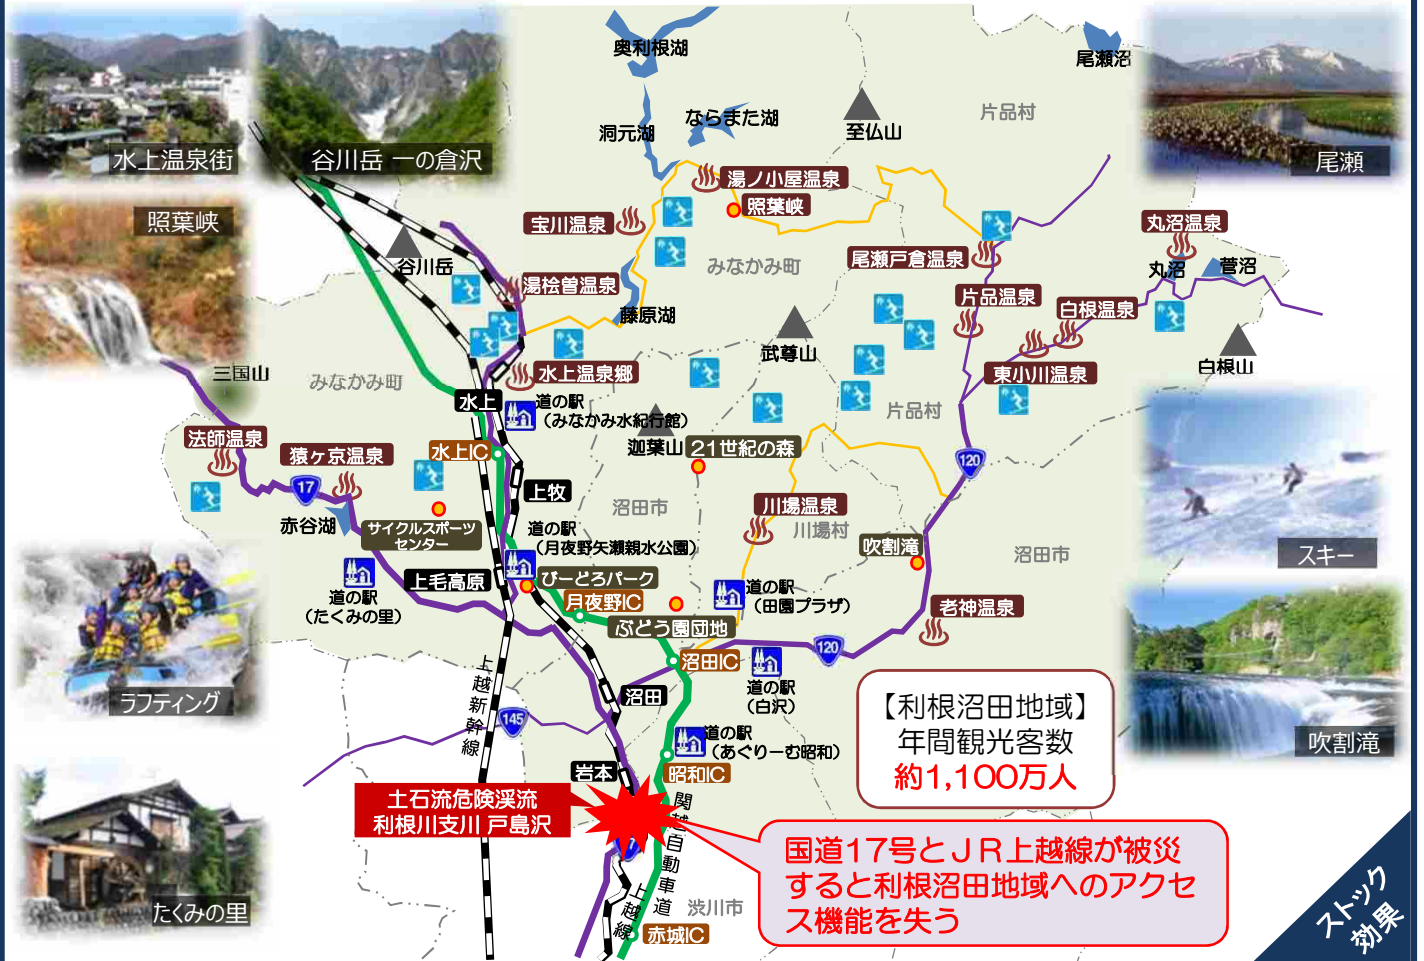 水上温泉街
谷川岳 一の倉沢
照葉峡
ラフティング
たくみの里
尾瀬
スキー
吹割滝
奥利根湖
尾瀬沼
ならまた湖
洞元湖
至仏山
片品村
湯ノ小屋温泉
照葉峡
宝川温泉
丸沼温泉
谷川岳
みなかみ町
尾瀬戸倉温泉
丸沼
菅沼
湯桧曽温泉
藤原湖
片品温泉
白根温泉
武尊山
白根山
三国山
みなかみ町
水上温泉郷
東小川温泉
水上
道の駅
（みなかみ水紀行館）
片品村
法師温泉
猿ヶ京温泉
水上IC
迦葉山
21世紀の森
120
17
上牧
沼田市
川場温泉
川場村
赤谷湖
サイクルスポーツ
センター
道の駅
（月夜野矢瀬親水公園）
吹割滝
沼田市
上毛高原
びーどろパーク
道の駅
（たくみの里）
月夜野IC
道の駅
（田園プラザ）
老神温泉
ぶどう園団地
120
沼田IC
上越新幹線
沼田
道の駅
（白沢）
145
道の駅
（あぐりーむ昭和）
岩本
昭和IC
【利根沼田地域】
年間観光客数
約1,100万人
土石流危険渓流
利根川支川 戸島沢
関越自動車道
国道17号とＪＲ上越線が被災
すると利根沼田地域へのアクセ
ス機能を失う
上越線
渋川市
赤城IC
ストック
効果